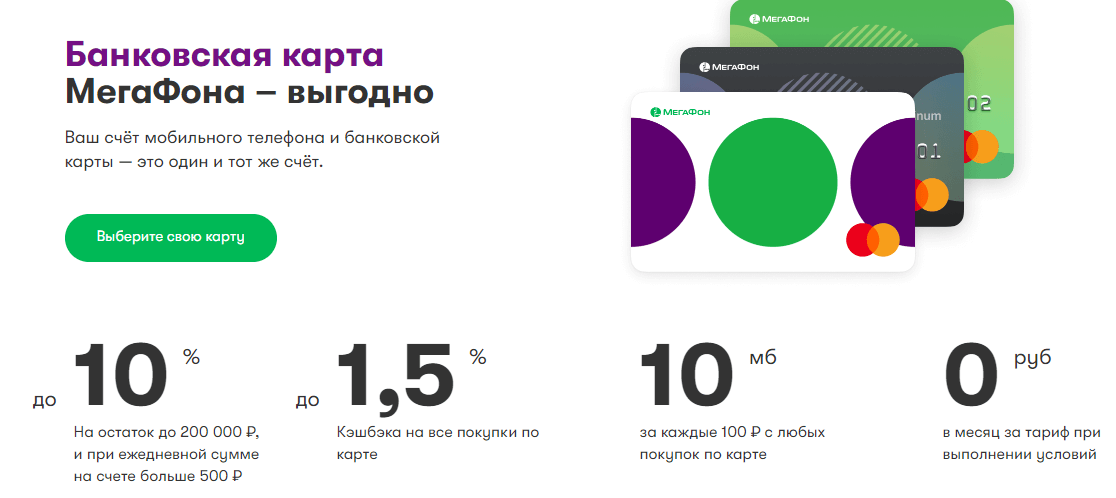 Банковская карта
МегаФона – выгодно
Ваш счёт мобильного телефона и банковской
карты — это один и тот же счёт.
Выберите свою карту
МЕГАФОН
02
МЕГАФОН
num
01
МЕГАФОН
до 10 %
На остаток до 200 000 ₽,
и при ежедневной сумме
на счете больше 500 ₽
до 1,5 %
Кэшбэка на все покупки по
карте
10 мб
за каждые 100 ₽ с любых
покупок по карте
0 руб
в месяц за тариф при
выполнении условий